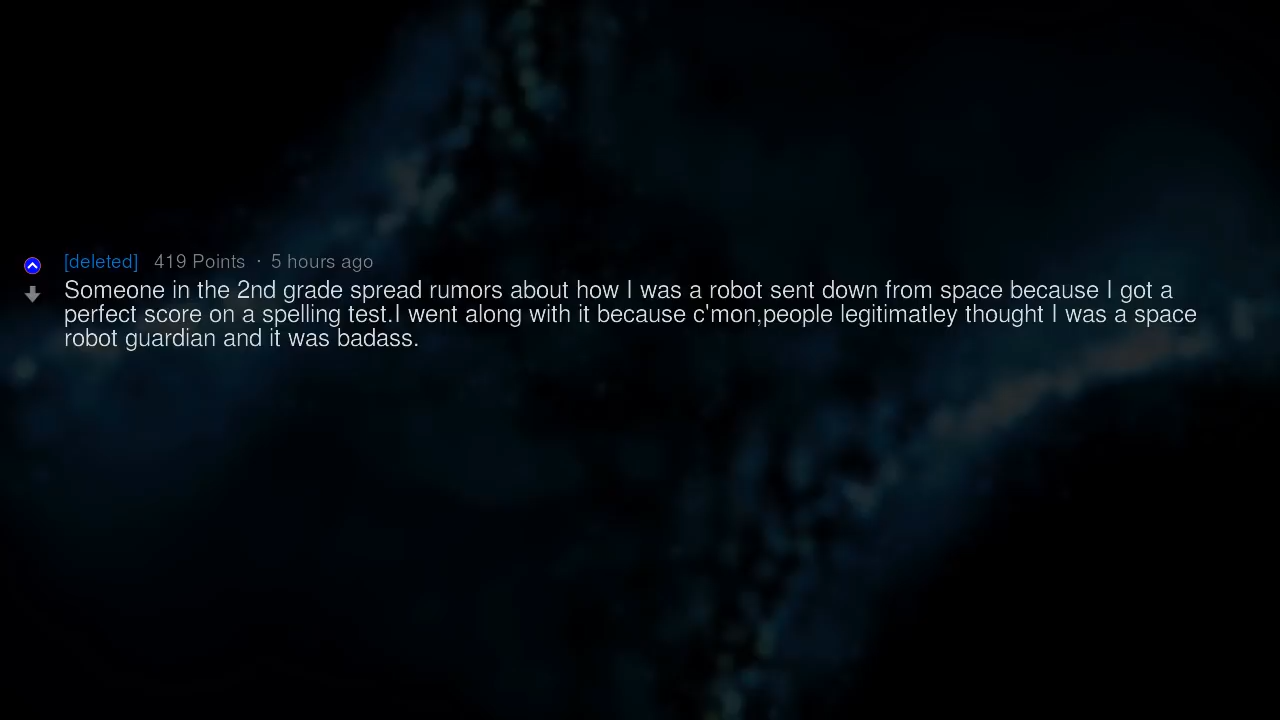 [deleted] 419 Points · 5 hours ago
Someone in the 2nd grade spread rumors about how I was a robot sent down from space because I got a
perfect score on a spelling test.I went along with it because c'mon,people legitimatley thought I was a space
robot guardian and it was badass.